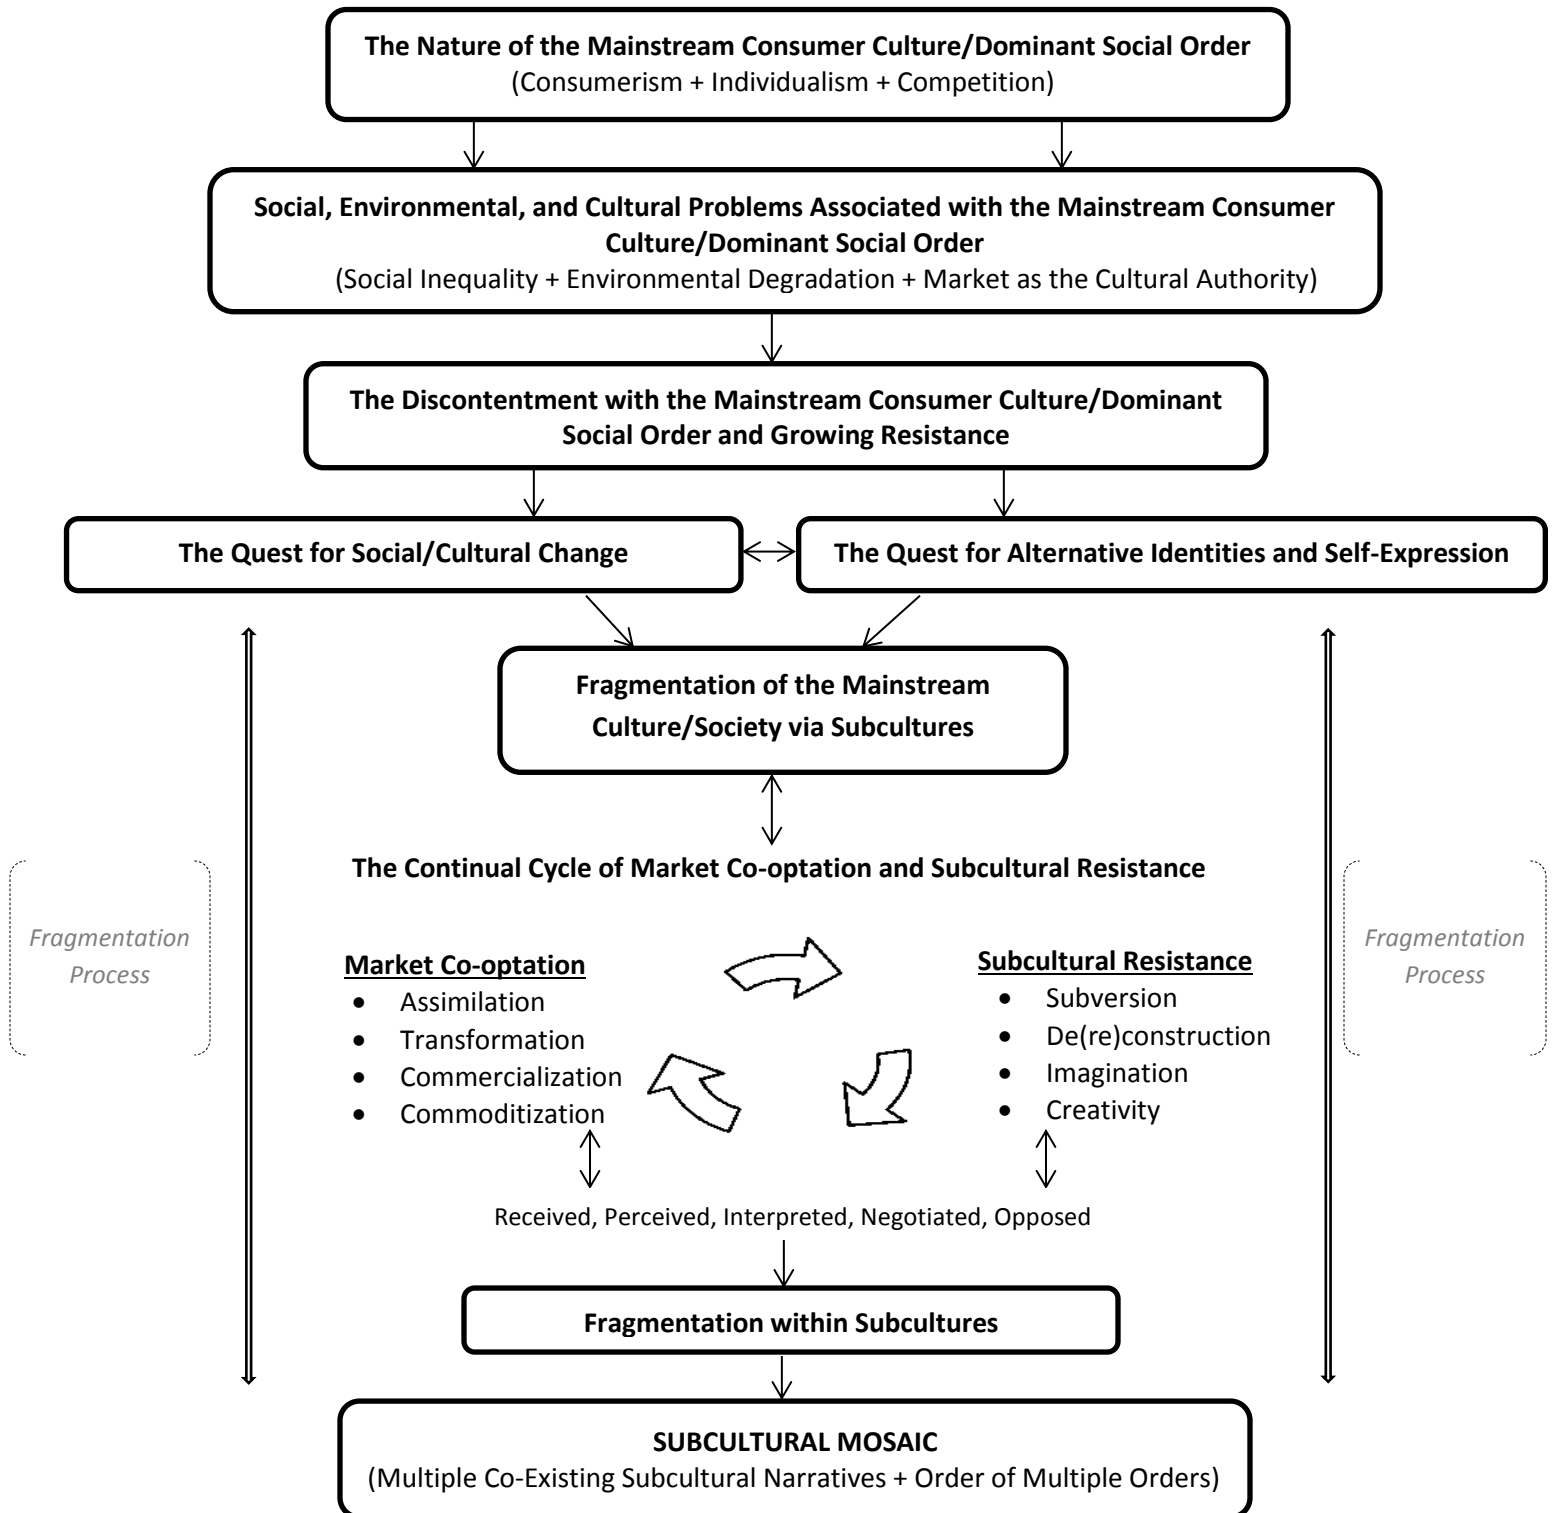 The Nature of the Mainstream Consumer Culture/Dominant Social Order
(Consumerism + Individualism + Competition)
Social, Environmental, and Cultural Problems Associated with the Mainstream Consumer
Culture/Dominant Social Order
(Social Inequality + Environmental Degradation + Market as the Cultural Authority)
The Discontentment with the Mainstream Consumer Culture/Dominant
Social Order and Growing Resistance
The Quest for Social/Cultural Change
The Quest for Alternative Identities and Self-Expression
Fragmentation of the Mainstream
Culture/Society via Subcultures
The Continual Cycle of Market Co-optation and Subcultural Resistance
Fragmentation
Process
Market Co-optation
• Assimilation
• Transformation
• Commercialization
• Commoditization
Subcultural Resistance
• Subversion
• De(re)construction
• Imagination
• Creativity
Fragmentation
Process
Received, Perceived, Interpreted, Negotiated, Opposed
Fragmentation within Subcultures
SUBCULTURAL MOSAIC
(Multiple Co-Existing Subcultural Narratives + Order of Multiple Orders)